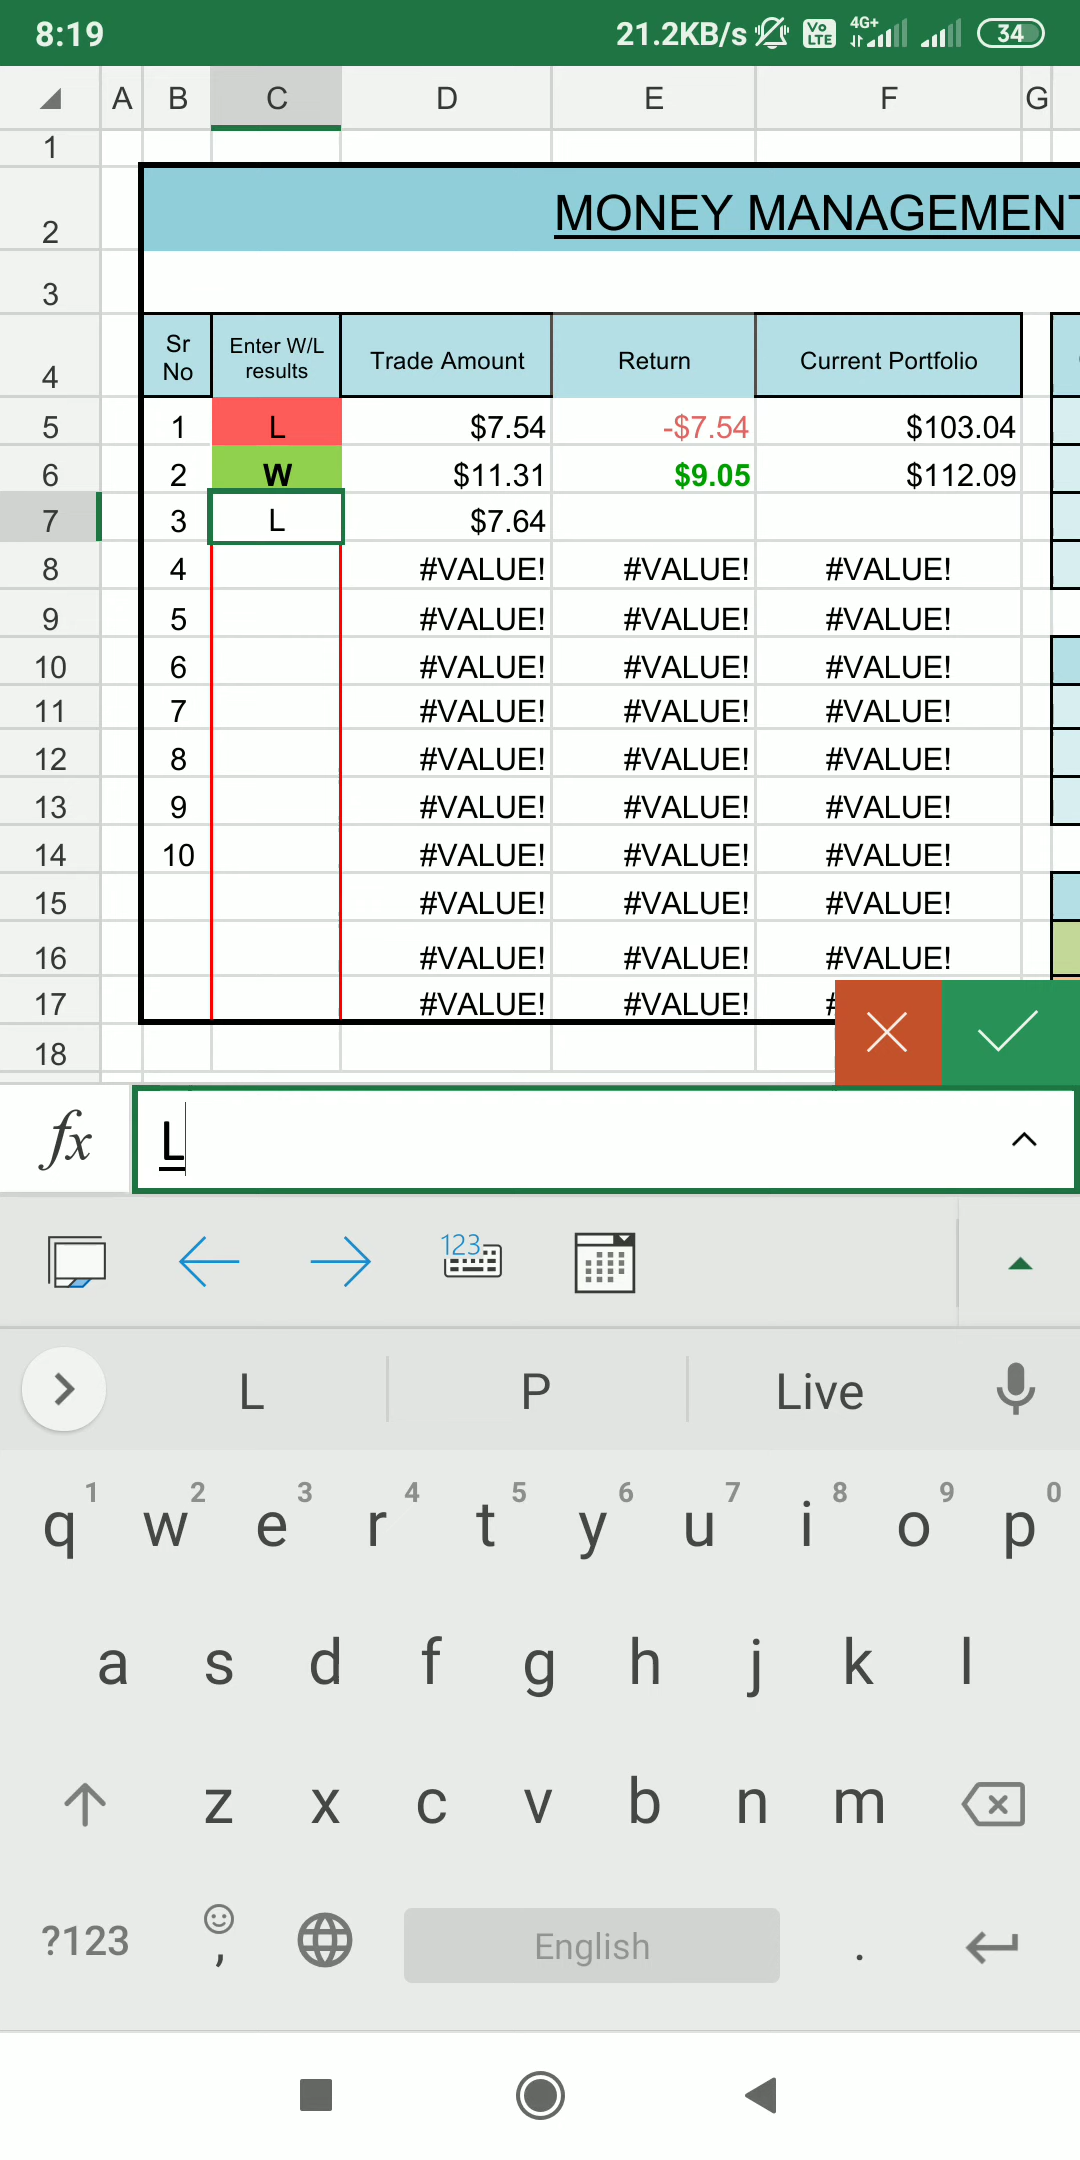 8:19 21.2KB/s Vo LTE 4G+ 34
A B C D E F G
1
2 MONEY MANAGEMENT
3
4 Sr No Enter W/L results Trade Amount Return Current Portfolio
5 1 L $7.54 -$7.54 $103.04
6 2 W $11.31 $9.05 $112.09
7 3 L $7.64
8 4 #VALUE! #VALUE! #VALUE!
9 5 #VALUE! #VALUE! #VALUE!
10 6 #VALUE! #VALUE! #VALUE!
11 7 #VALUE! #VALUE! #VALUE!
12 8 #VALUE! #VALUE! #VALUE!
13 9 #VALUE! #VALUE! #VALUE!
14 10 #VALUE! #VALUE! #VALUE!
15 #VALUE! #VALUE! #VALUE!
16 #VALUE! #VALUE! #VALUE!
17 #VALUE! #VALUE! #
18
fx L
123
L P Live
1 2 3 4 5 6 7 8 9 0
q w e r t y u i o p
a s d f g h j k l
z x c v b n m
?123 , English .